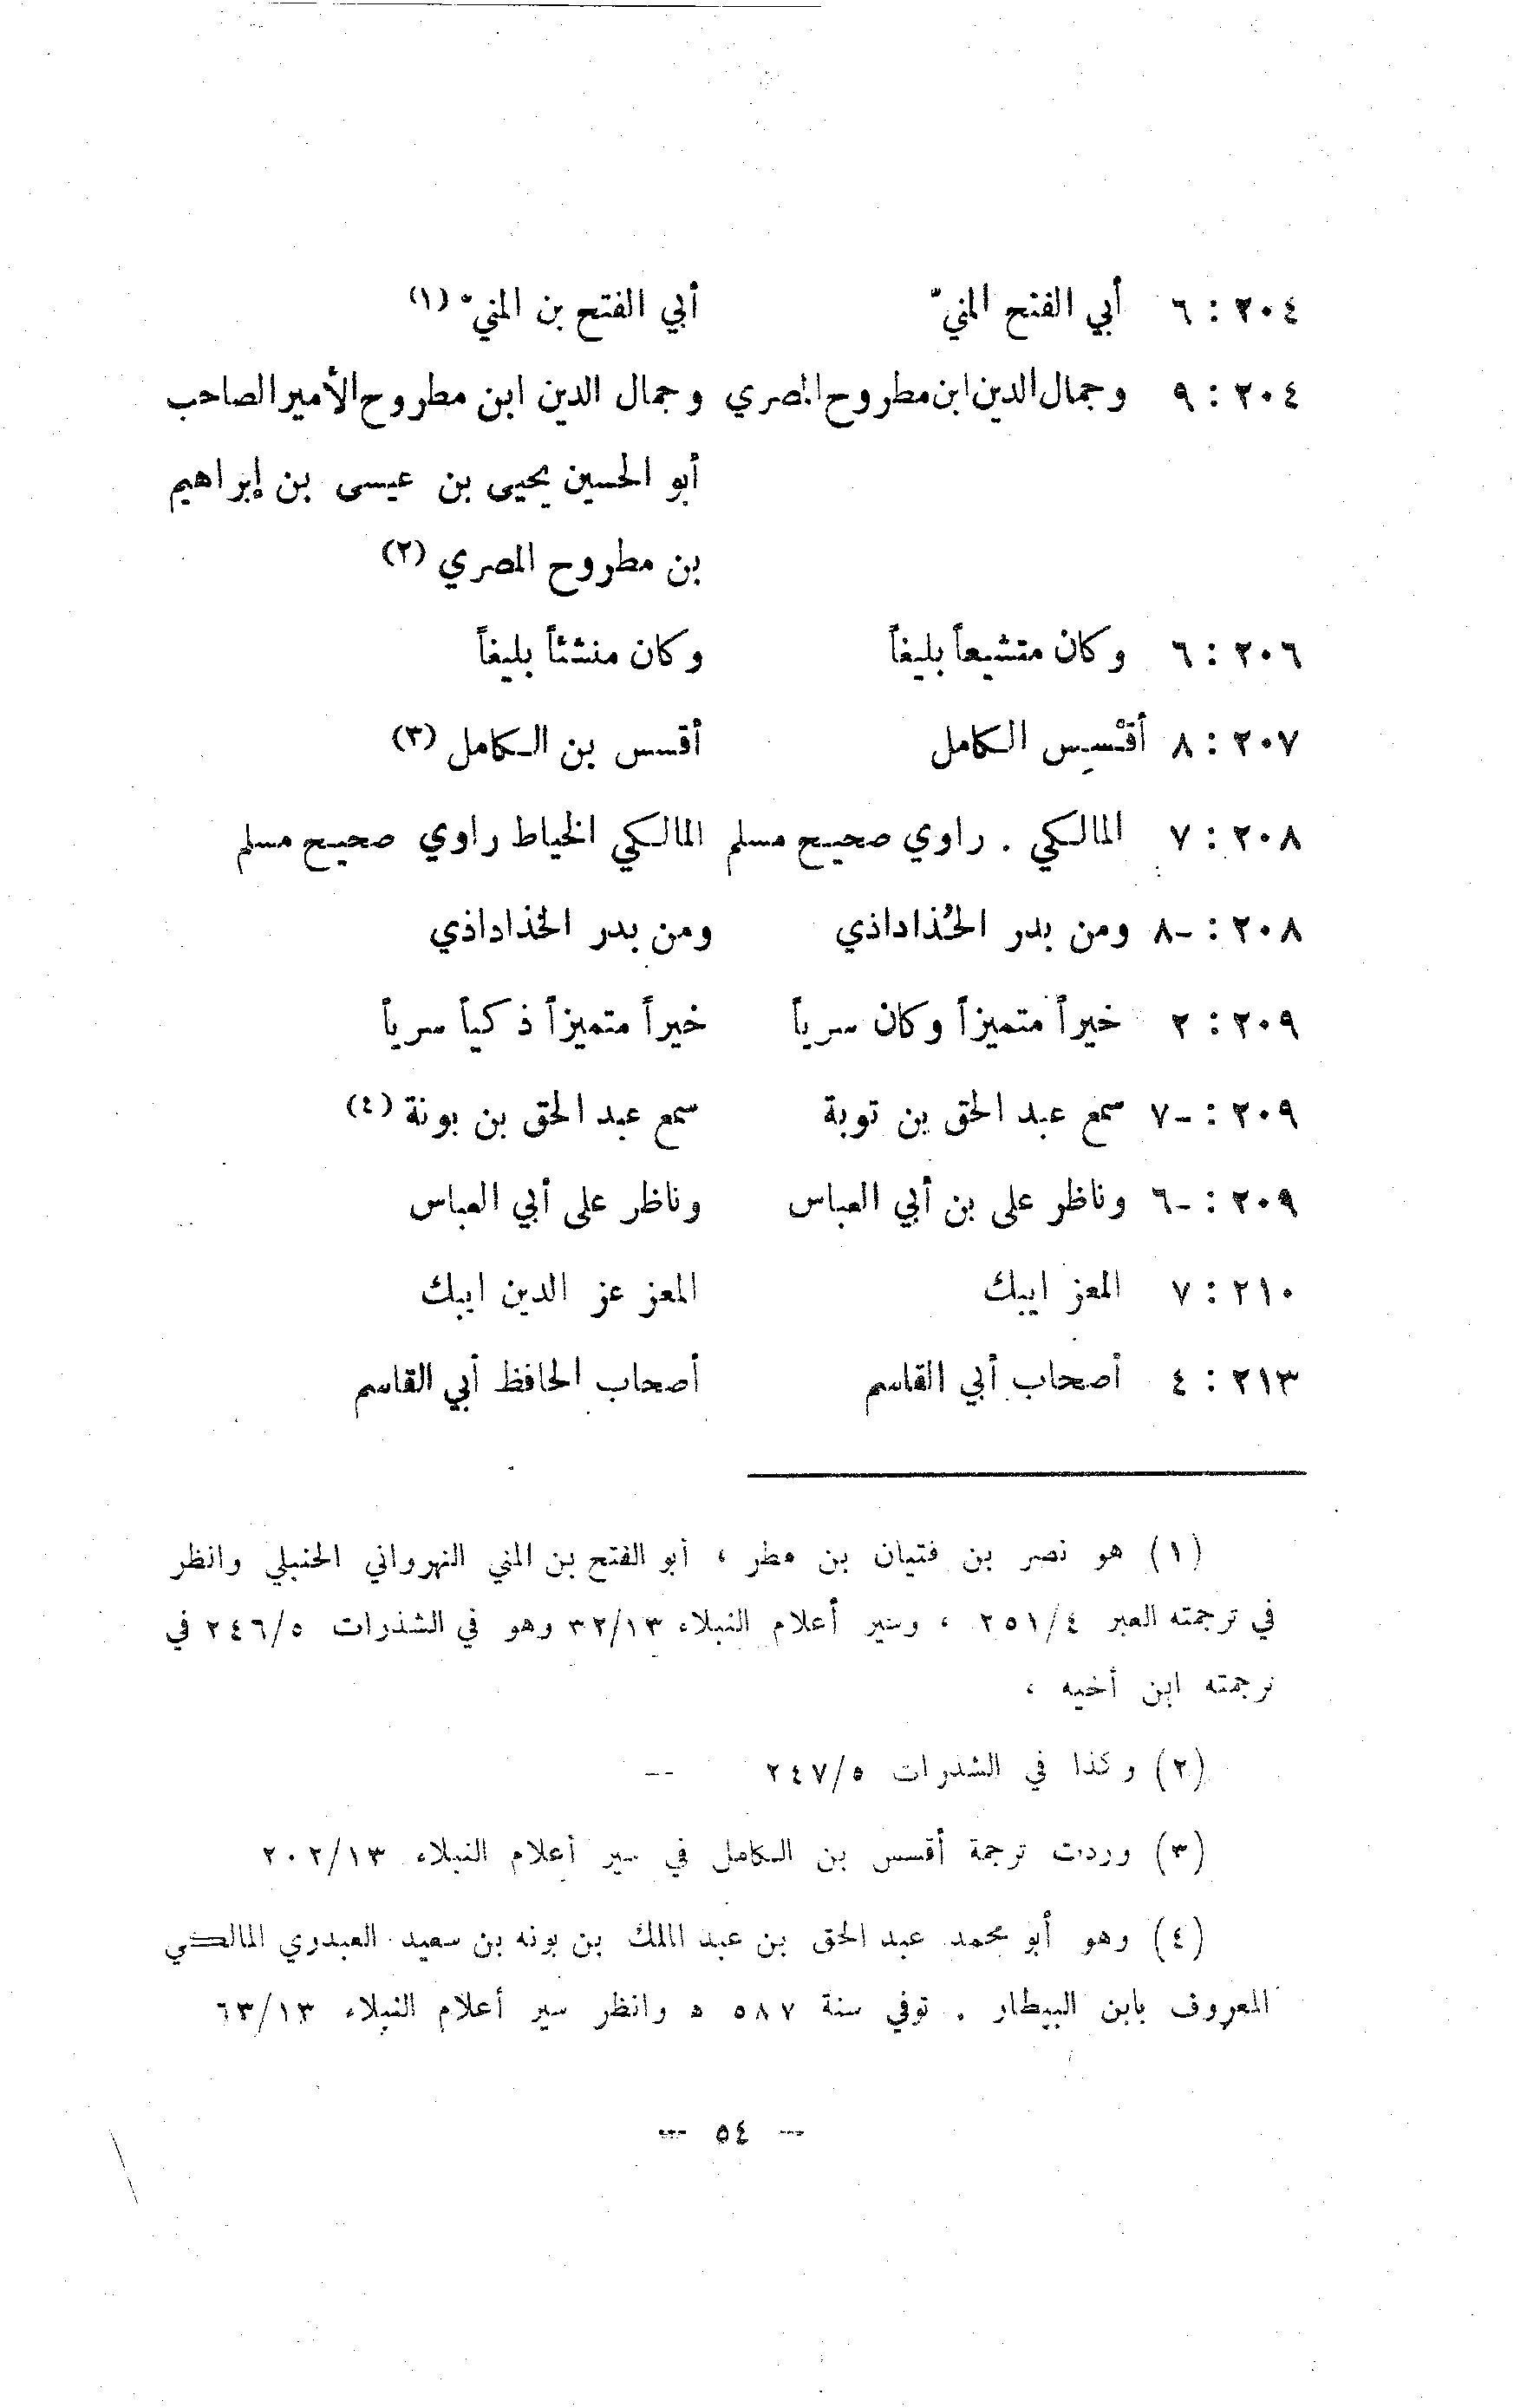 ٢٠٤ : ٦ أبي الفتح المنيّ أبي الفتح بن المنيّ (١)
٢٠٤ : ٩ وجمال الدين ابن مطروح المصري وجمال الدين ابن مطروح الأمير الصاحب
أبو الحسين يحيى بن عيسى بن إبراهيم
بن مطروح المصري (٢)
٢٠٦ : ٦ وكان متشيعاً بليغاً وكان منشئاً بليغاً
٢٠٧ : ٨ أقْسِيس الكامل أقسس بن الكامل (٣)
٢٠٨ : ٧ المالكي . راوي صحيح مسلم المالكي الخياط راوي صحيح مسلم
٢٠٨ : -٨ ومن بدر الحُذاداذي ومن بدر الخذاداذي
٢٠٩ : ٢ خيراً متميزاً وكان سرياً خيراً متميزاً ذكياً سرياً
٢٠٩ : -٧ سمع عبد الحق بن توبة سمع عبد الحق بن بونة (٤)
٢٠٩ : -٦ وناظر على بن أبي العباس وناظر على أبي العباس
٢١٠ : ٧ المعز ايبك المعز عز الدين ايبك
٢١٣ : ٤ أصحاب أبي القاسم أصحاب الحافظ أبي القاسم
(١) هو نصر بن فتيان بن مطر ، أبو الفتح بن المني النهرواني الحنبلي وانظر
في ترجمته العبر ٢٥١/٤ ، وسير أعلام النبلاء ٣٢/١٣ وهو في الشذرات ٢٤٦/٥ في
ترجمته ابن أخيه ،
(٢) وكذا في الشذرات ٢٤٧/٥
(٣) وردت ترجمة أقسس بن الكامل في سير أعلام النبلاء ٢٠٢/١٣
(٤) وهو أبو محمد عبد الحق بن عبد الملك بن بونه بن سعيد العبدري المالكي
المعروف بابن البيطار . توفي سنة ٥٨٧ ه وانظر سير أعلام النبلاء ٦٣/١٣
— ٥٤ —